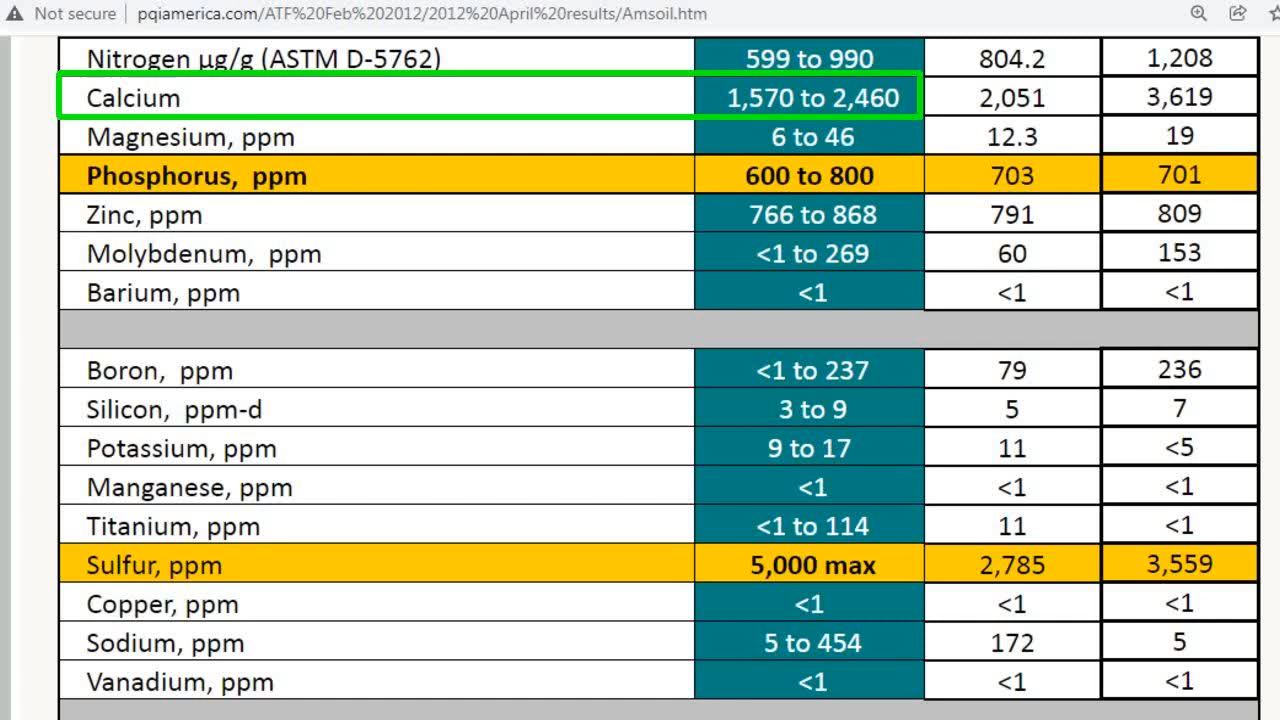 Not secure | pqiamerica.com/ATF%20Feb%202012/2012%20April%20results/Amsoil.htm
Nitrogen µg/g (ASTM D-5762) 599 to 990 804.2 1,208
Calcium 1,570 to 2,460 2,051 3,619
Magnesium, ppm 6 to 46 12.3 19
Phosphorus, ppm 600 to 800 703 701
Zinc, ppm 766 to 868 791 809
Molybdenum, ppm <1 to 269 60 153
Barium, ppm <1 <1 <1
Boron, ppm <1 to 237 79 236
Silicon, ppm-d 3 to 9 5 7
Potassium, ppm 9 to 17 11 <5
Manganese, ppm <1 <1 <1
Titanium, ppm <1 to 114 11 <1
Sulfur, ppm 5,000 max 2,785 3,559
Copper, ppm <1 <1 <1
Sodium, ppm 5 to 454 172 5
Vanadium, ppm <1 <1 <1